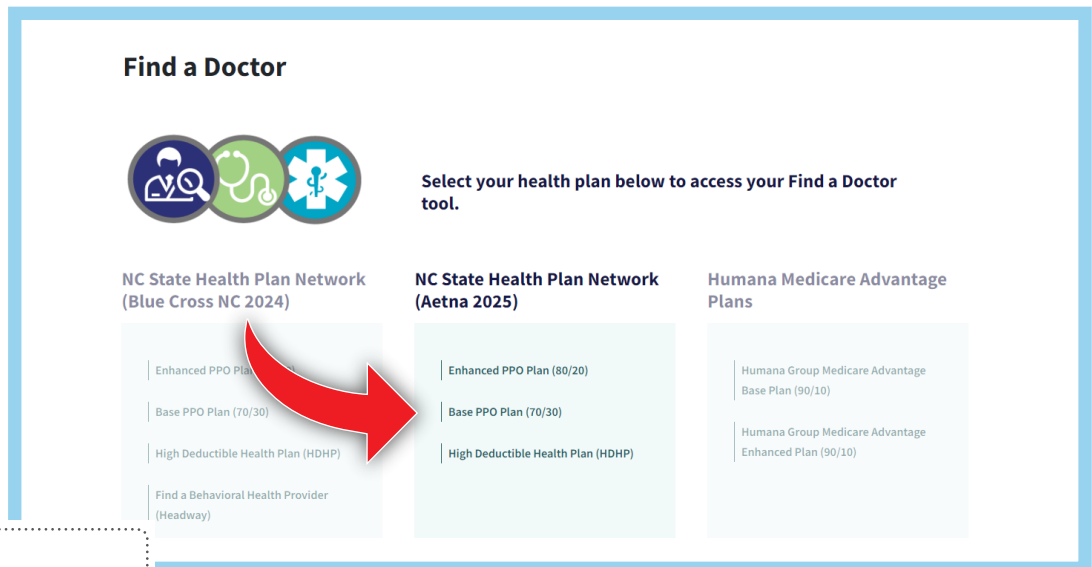 Find a Doctor
Select your health plan below to access your Find a Doctor
tool.
NC State Health Plan Network
(Blue Cross NC 2024)
Enhanced PPO
Base PPO Plan (70/30)
High Deductible Health Plan (HDHP)
Find a Behavioral Health Provider
(Headway)
NC State Health Plan Network
(Aetna 2025)
Enhanced PPO Plan (80/20)
Base PPO Plan (70/30)
High Deductible Health Plan (HDHP)
Humana Medicare Advantage
Plans
Humana Group Medicare Advantage
Base Plan (90/10)
Humana Group Medicare Advantage
Enhanced Plan (90/10)